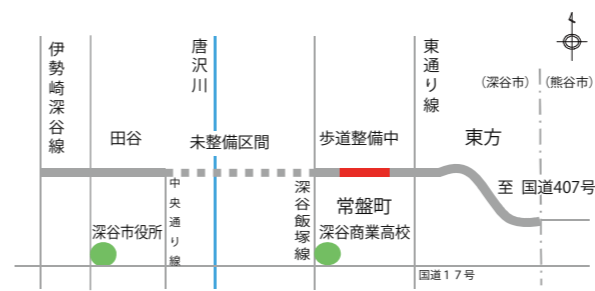 伊勢崎深谷線
唐沢川
東通り線
(深谷市)
(熊谷市)
田谷
未整備区間
歩道整備中
東方
中央通り線
深谷飯塚線
至 国道407号
常盤町
深谷市役所
深谷商業高校
国道17号